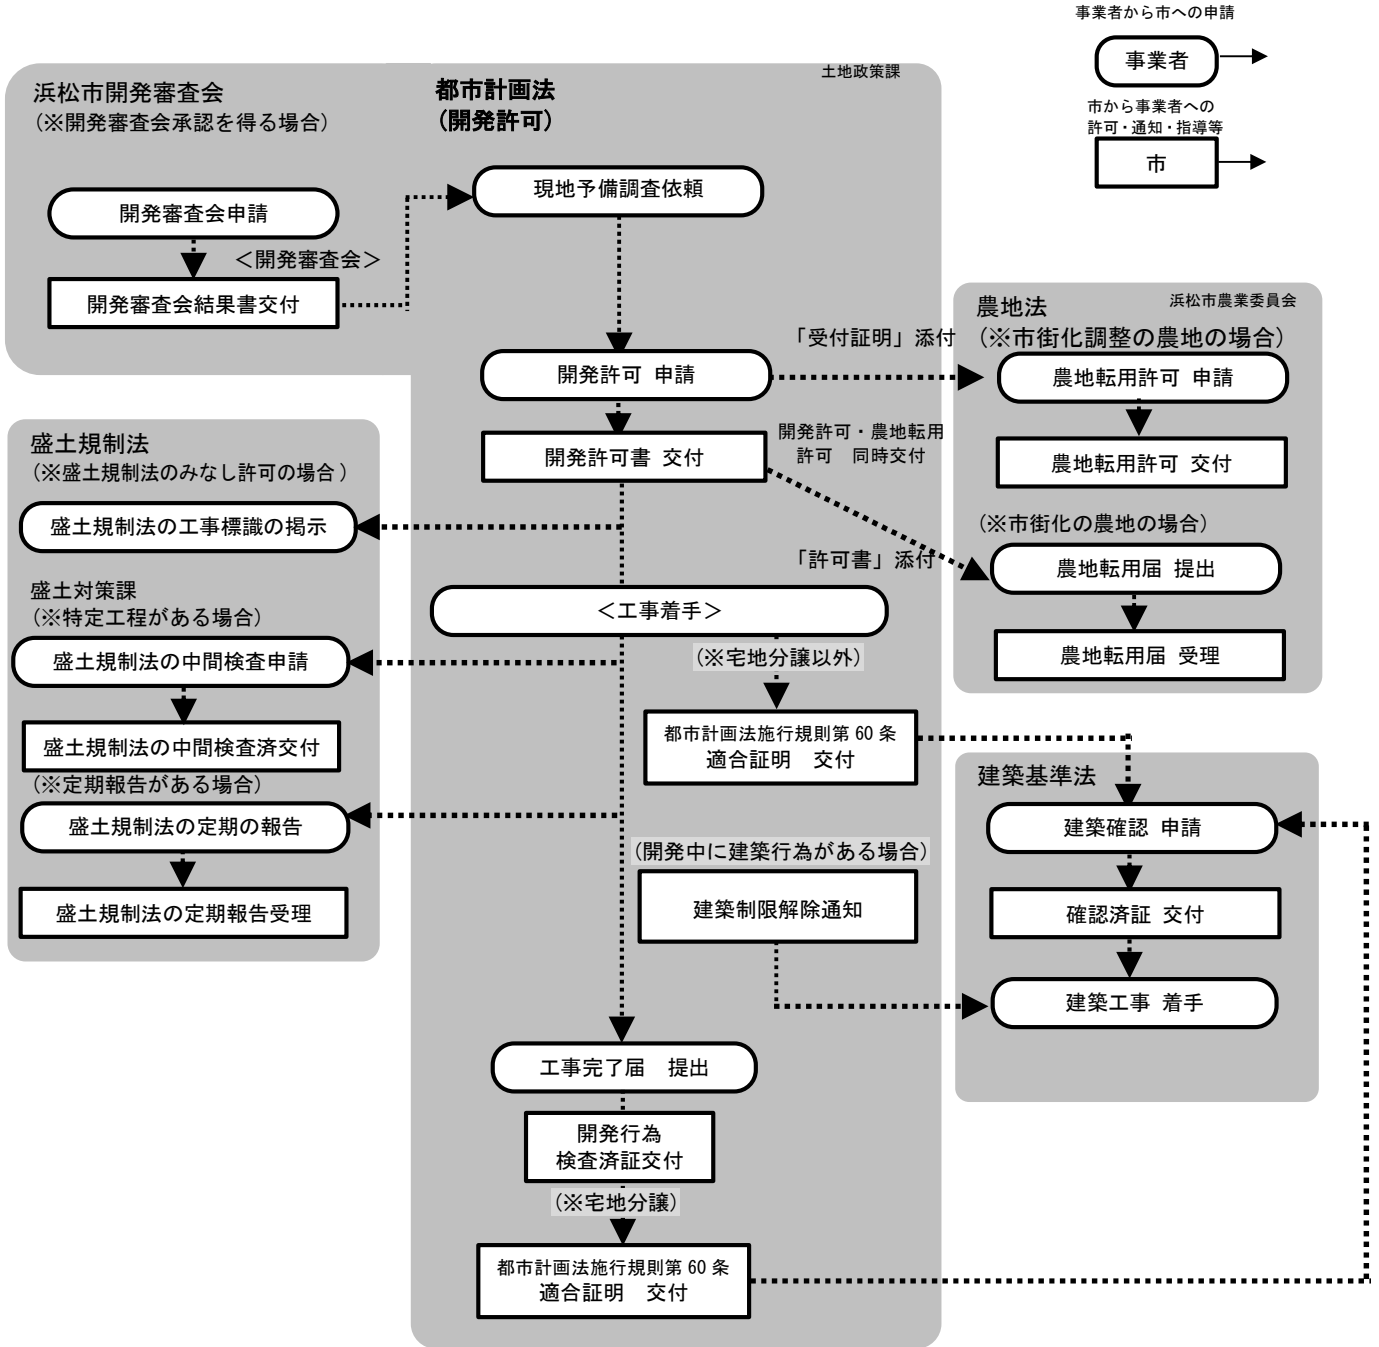 事業者から市への申請
事業者
市から事業者への
許可・通知・指導等
市
浜松市開発審査会
(※開発審査会承認を得る場合)
開発審査会申請
＜開発審査会＞
開発審査会結果書交付
都市計画法
(開発許可)
土地政策課
現地予備調査依頼
開発許可 申請
開発許可書 交付
「受付証明」添付
開発許可・農地転用
許可 同時交付
「許可書」添付
農地法
浜松市農業委員会
(※市街化調整の農地の場合)
農地転用許可 申請
農地転用許可 交付
(※市街化の農地の場合)
農地転用届 提出
農地転用届 受理
盛土規制法
(※盛土規制法のみなし許可の場合)
盛土規制法の工事標識の掲示
盛土対策課
(※特定工程がある場合)
盛土規制法の中間検査申請
盛土規制法の中間検査済交付
(※定期報告がある場合)
盛土規制法の定期の報告
盛土規制法の定期報告受理
＜工事着手＞
(※宅地分譲以外)
都市計画法施行規則第 60 条
適合証明 交付
(開発中に建築行為がある場合)
建築制限解除通知
建築基準法
建築確認 申請
確認済証 交付
建築工事 着手
工事完了届 提出
開発行為
検査済証交付
(※宅地分譲)
都市計画法施行規則第 60 条
適合証明 交付